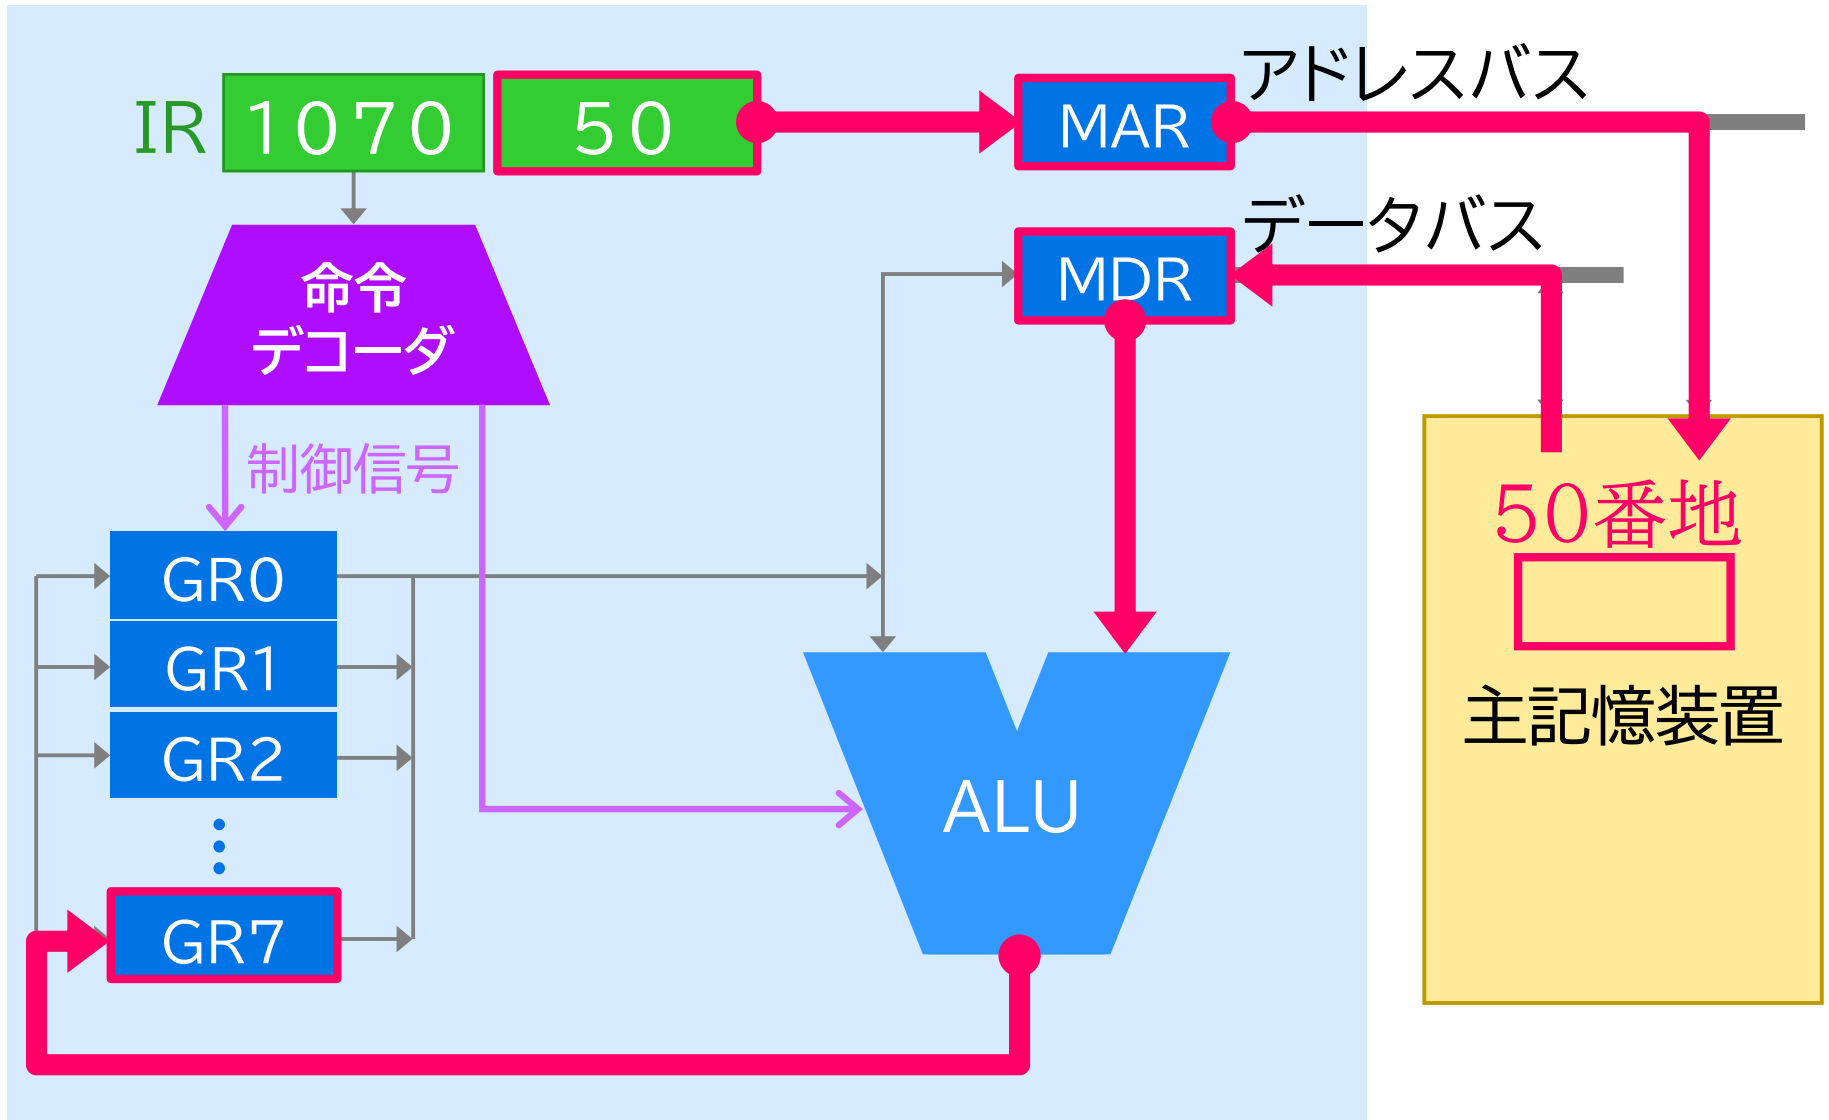 IR 1070 50
MAR
アドレスバス
MDR
データバス
命令
デコーダ
制御信号
GR0
GR1
GR2
GR7
ALU
50番地
主記憶装置